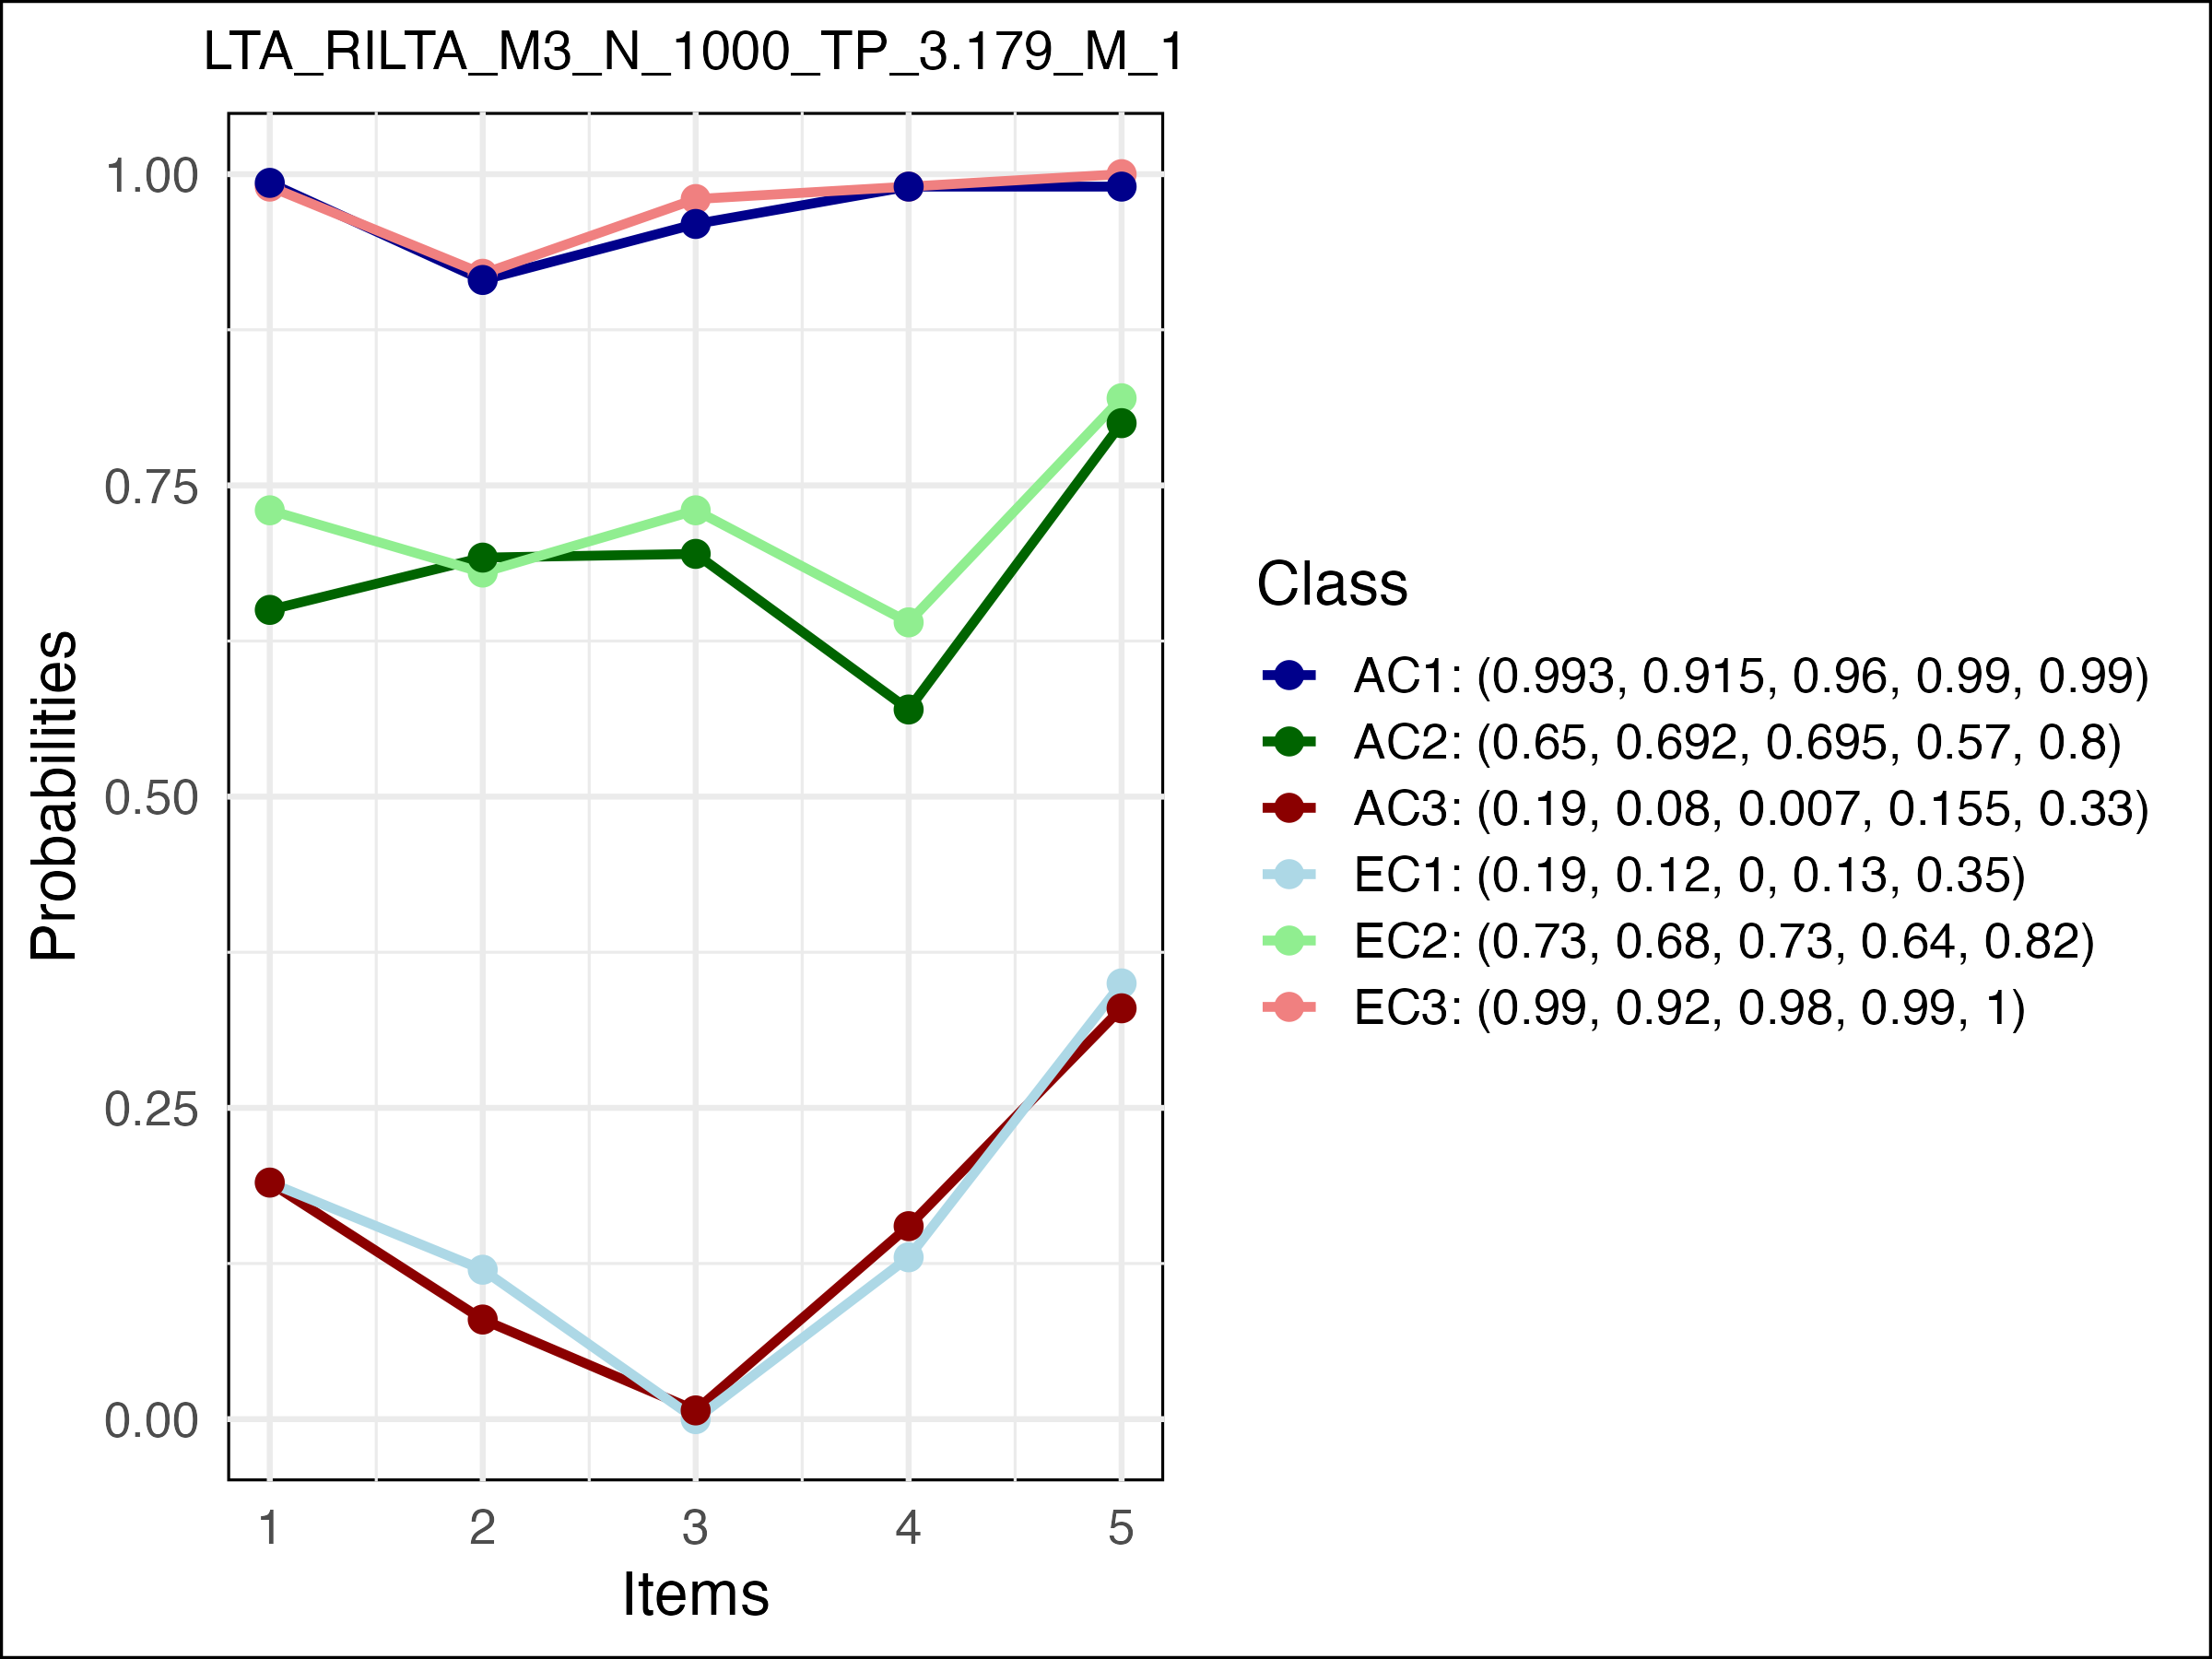 LTA_RILTA_M3_N_1000_TP_3.179_M_1
Probabilities
1.00
0.75
0.50
0.25
0.00
1 2 3 4 5
Items
Class
AC1: (0.993, 0.915, 0.96, 0.99, 0.99)
AC2: (0.65, 0.692, 0.695, 0.57, 0.8)
AC3: (0.19, 0.08, 0.007, 0.155, 0.33)
EC1: (0.19, 0.12, 0, 0.13, 0.35)
EC2: (0.73, 0.68, 0.73, 0.64, 0.82)
EC3: (0.99, 0.92, 0.98, 0.99, 1)